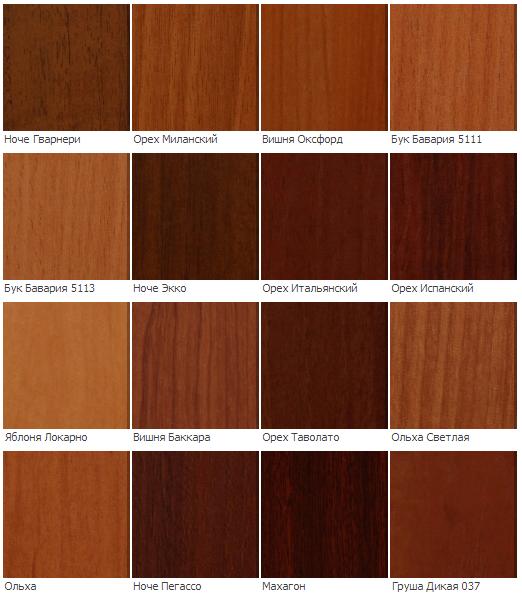 Ноче Гварнери
Орех Миланский
Вишня Оксфорд
Бук Бавария 5111
Бук Бавария 5113
Ноче Экко
Орех Итальянский
Орех Испанский
Яблоня Локарно
Вишня Баккара
Орех Таволато
Ольха Светлая
Ольха
Ноче Пегассо
Махагон
Груша Дикая 037